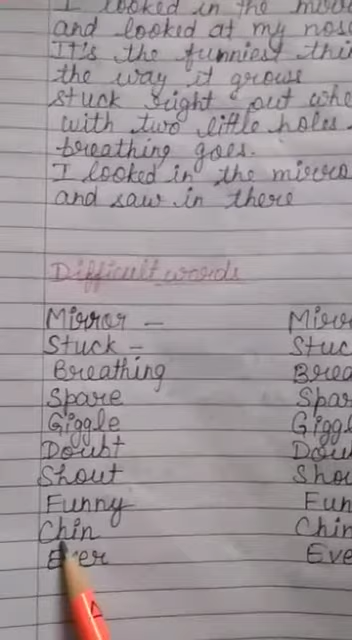 I looked in the
and looked at my nose
It's the funniest
the way it grows
stuck right out
with two little holes
breathing goes.
I looked in the
and saw in there
Difficult words
Mirror -
Stuck -
Breathing
Spare
Giggle
Doubt
Shout
Funny
Chin
Ever